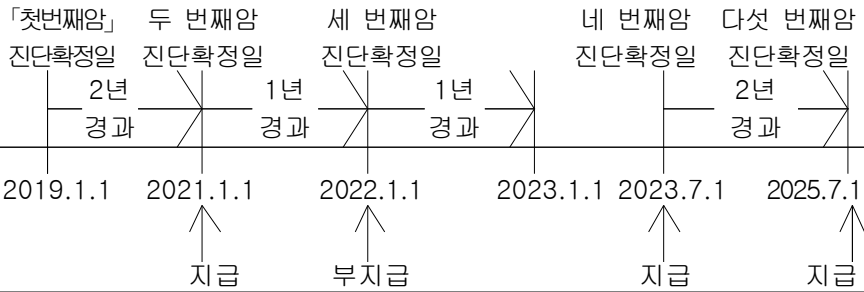 「첫번째암」 두 번째암 세 번째암 네 번째암 다섯 번째암
진단확정일 진단확정일 진단확정일 진단확정일 진단확정일
2년 1년 1년 2년
경과 경과 경과 경과
2019.1.1 2021.1.1 2022.1.1 2023.1.1 2023.7.1 2025.7.1
지급 부지급 지급 지급